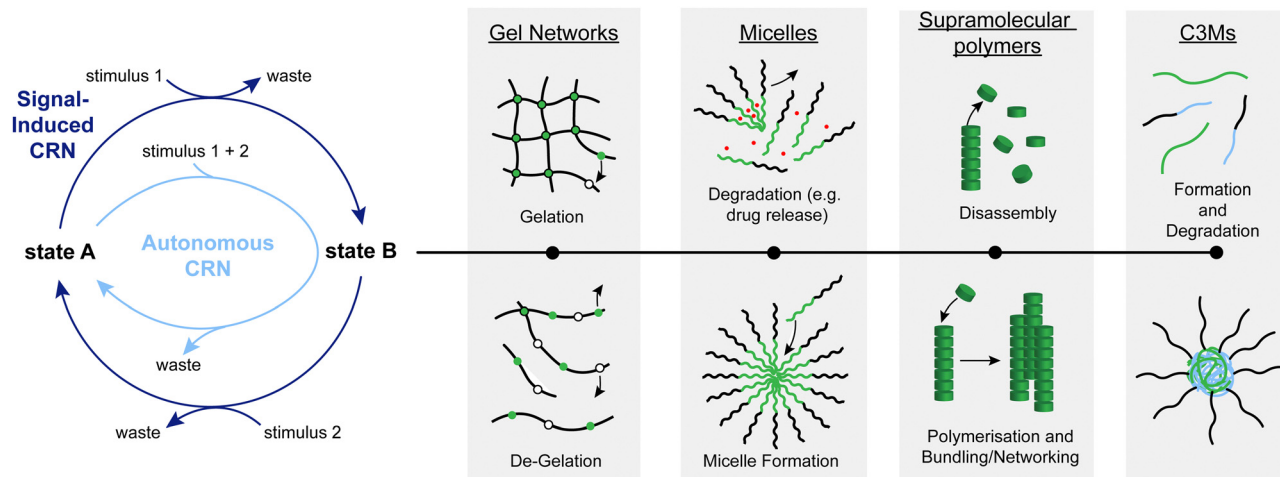 Signal-
Induced
CRN
stimulus 1
waste
stimulus 1 + 2
state A
Autonomous
CRN
state B
waste
waste
stimulus 2
Gel Networks
Gelation
De-Gelation
Micelles
Degradation (e.g.
drug release)
Micelle Formation
Supramolecular
polymers
Disassembly
Polymerisation and
Bundling/Networking
C3Ms
Formation
and
Degradation